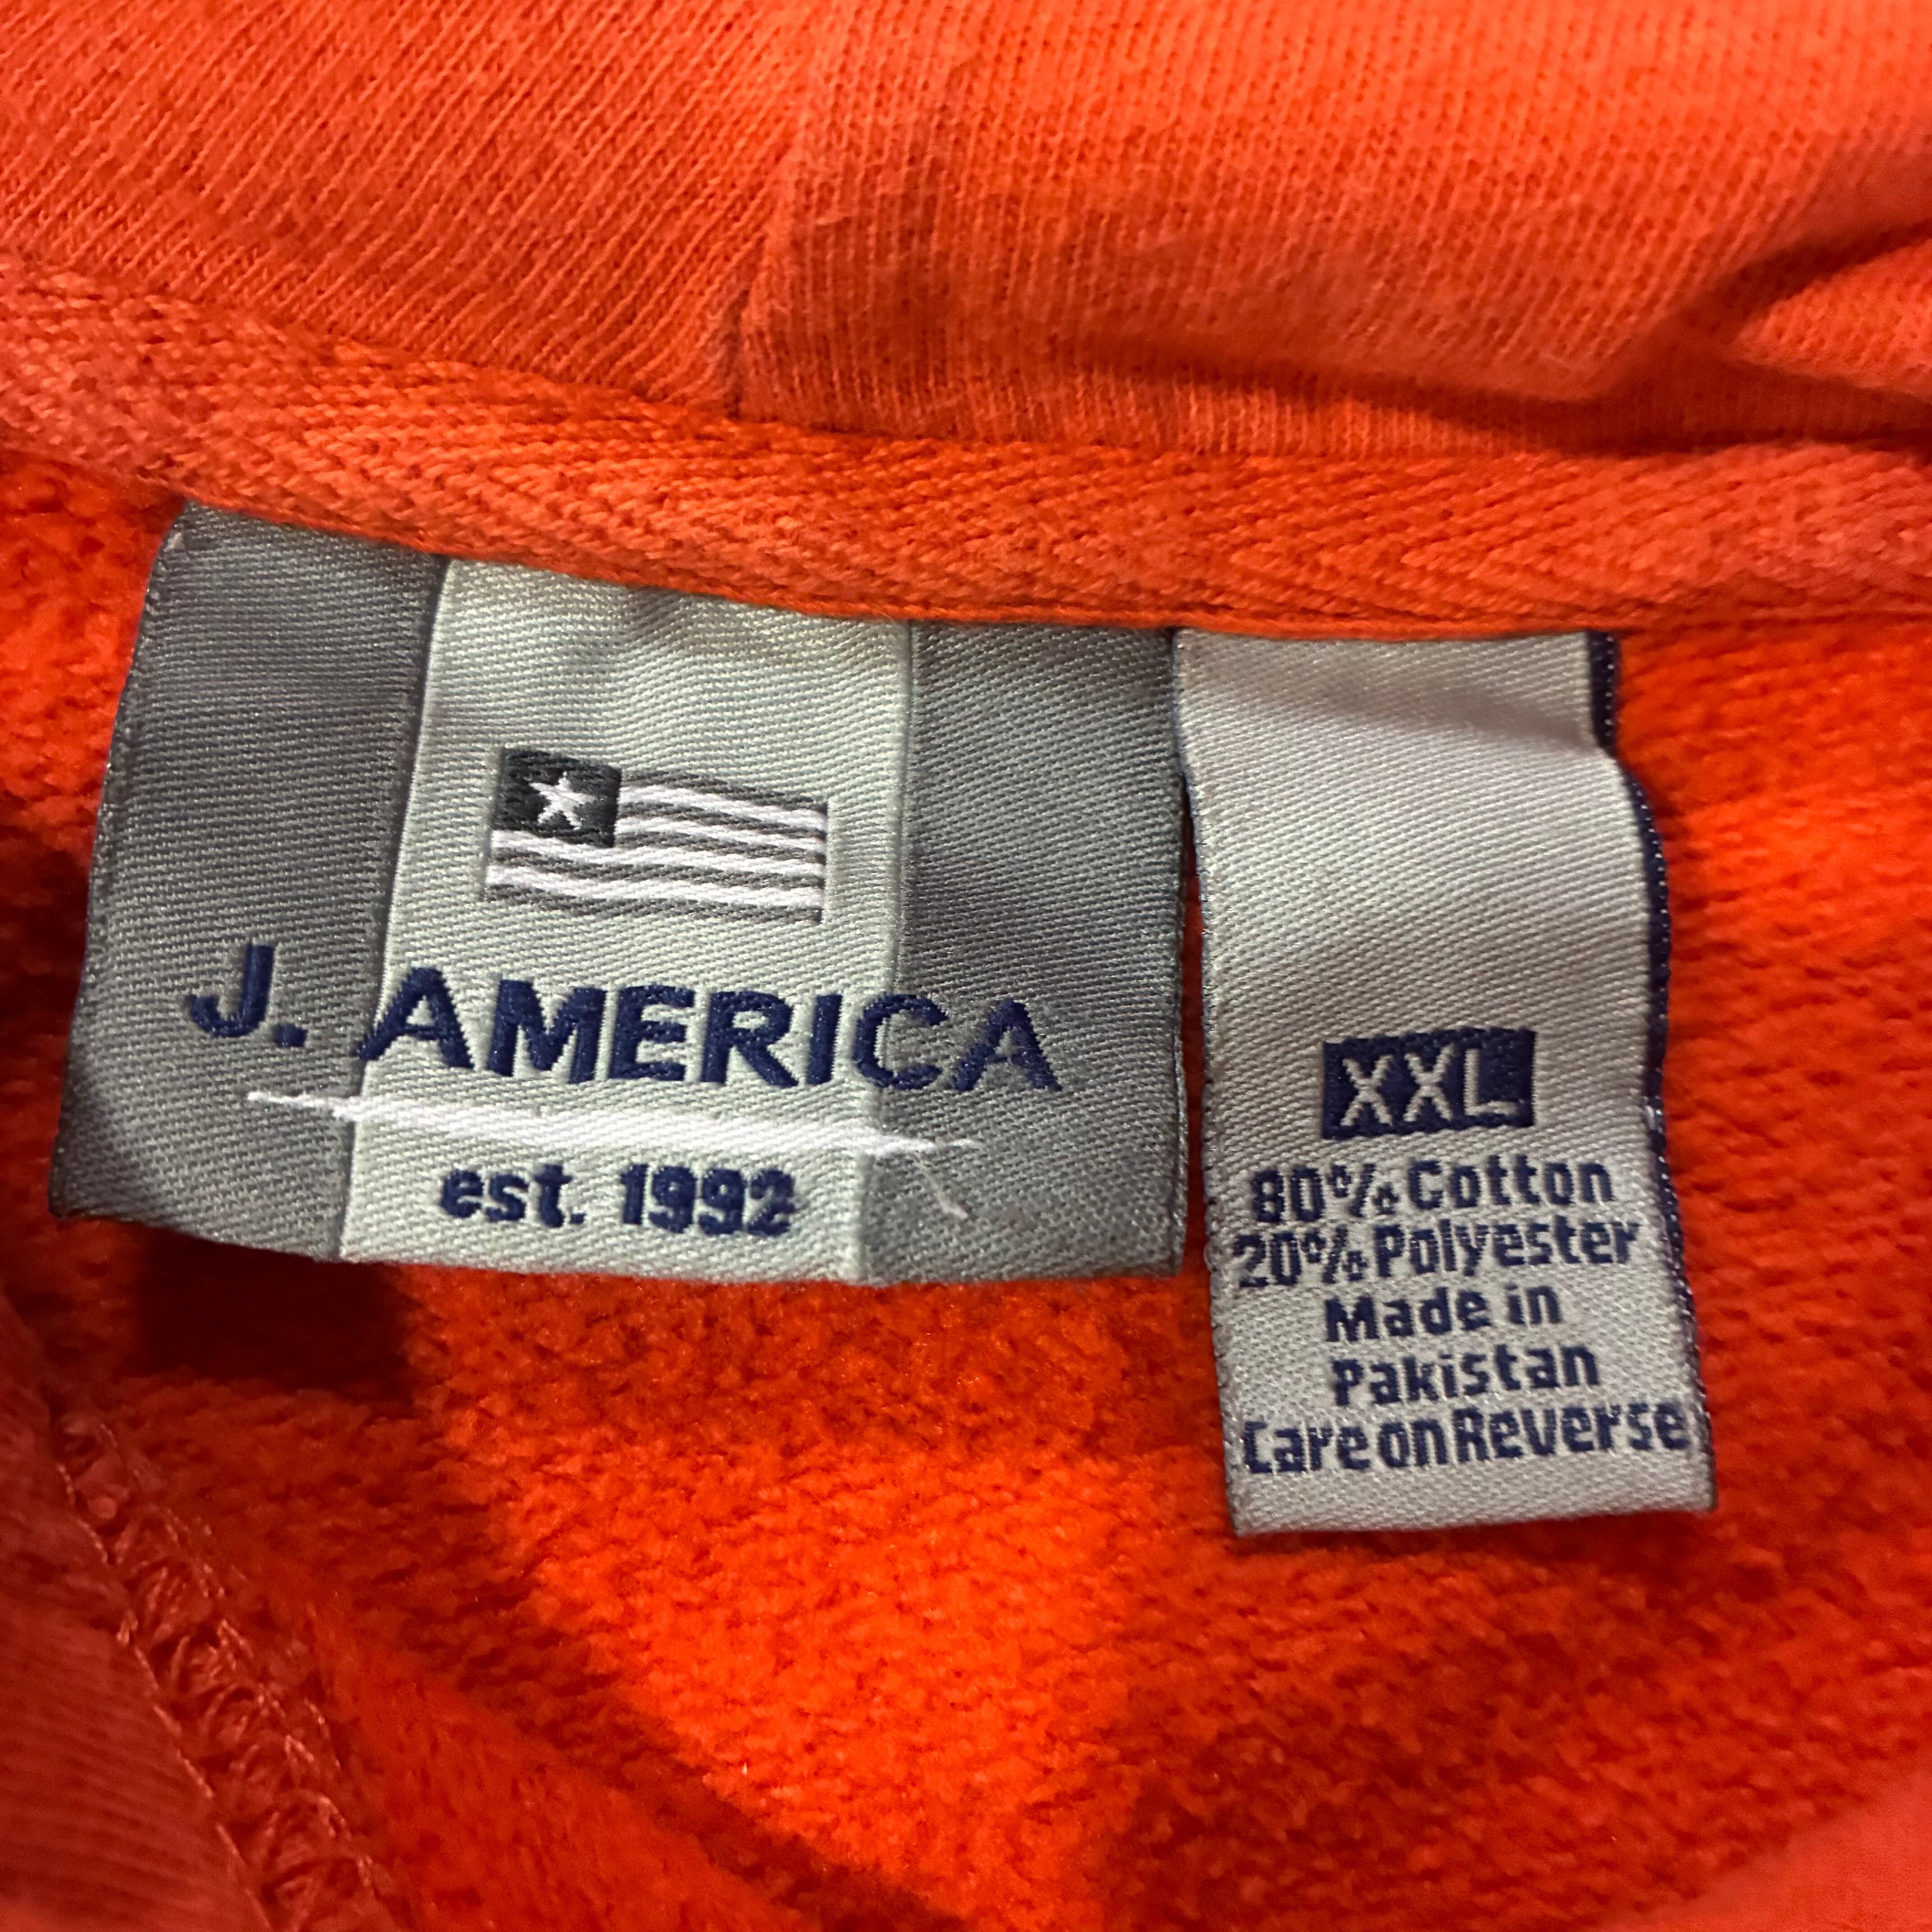 J. AMERICA
est. 1992
XXL
80% Cotton
20% Polyester
Made in
Pakistan
Care on Reverse